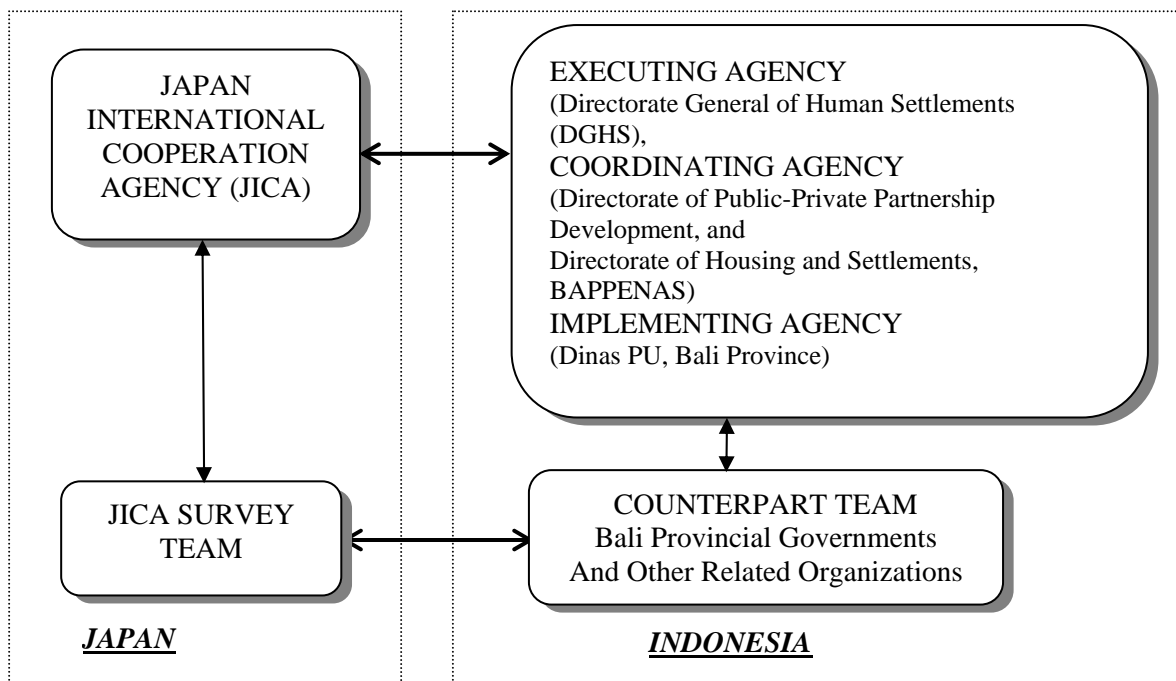 JAPAN
INTERNATIONAL
COOPERATION
AGENCY (JICA)
EXECUTING AGENCY
(Directorate General of Human Settlements
(DGHS),
COORDINATING AGENCY
(Directorate of Public-Private Partnership
Development, and
Directorate of Housing and Settlements,
BAPPENAS)
IMPLEMENTING AGENCY
(Dinas PU, Bali Province)
JICA SURVEY
TEAM
COUNTERPART TEAM
Bali Provincial Governments
And Other Related Organizations
JAPAN
INDONESIA